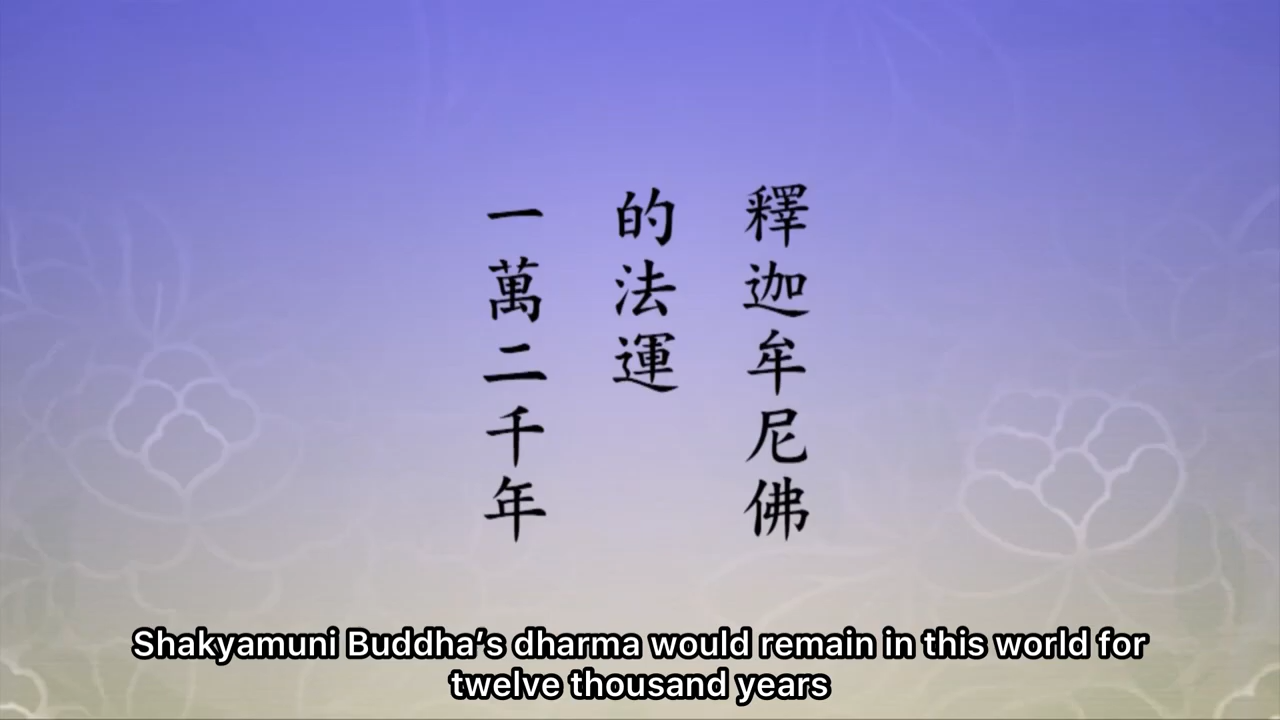 釋迦牟尼佛
的法運
一萬二千年
Shakyamuni Buddha's dharma would remain in this world for
twelve thousand years